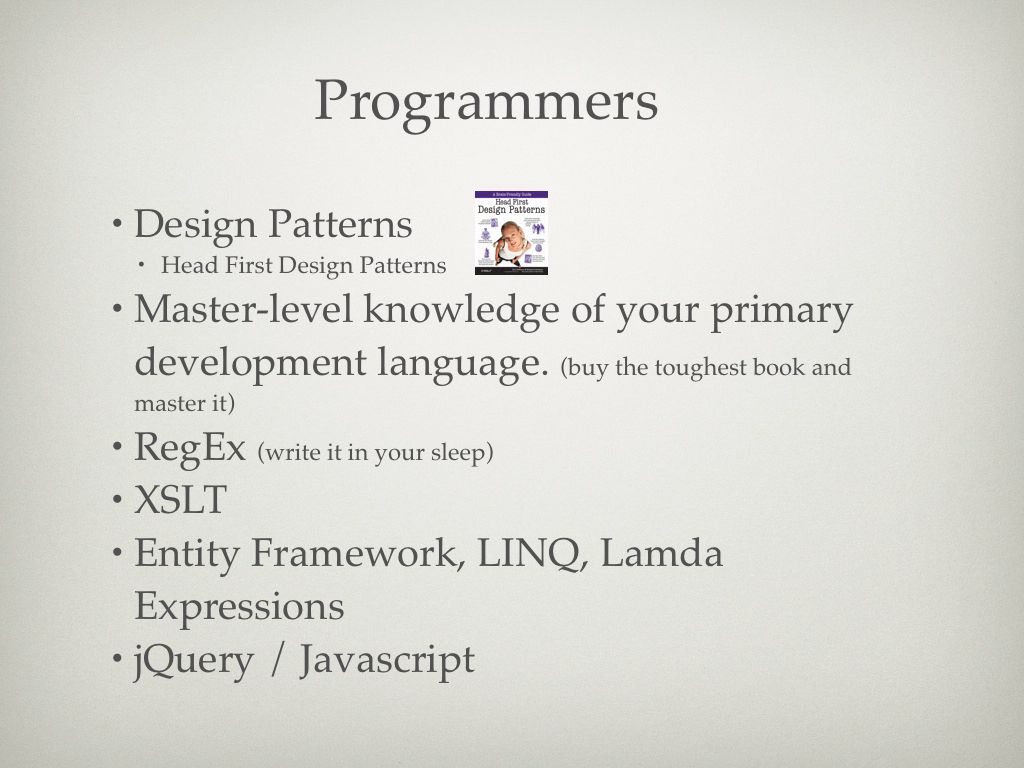 Programmers
• Design Patterns
A Brain-Friendly Guide
Head First
Design Patterns
• Head First Design Patterns
• Master-level knowledge of your primary
development language. (buy the toughest book and
master it)
• RegEx (write it in your sleep)
• XSLT
• Entity Framework, LINQ, Lamda
Expressions
• jQuery / Javascript